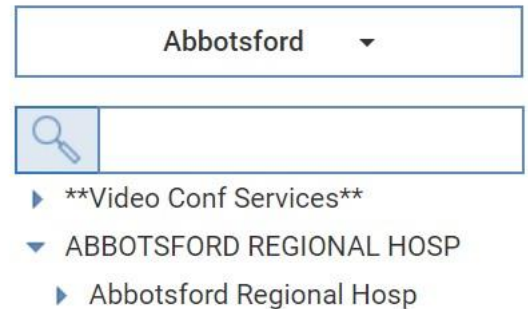 Abbotsford
**Video Conf Services**
ABBOTSFORD REGIONAL HOSP
Abbotsford Regional Hosp